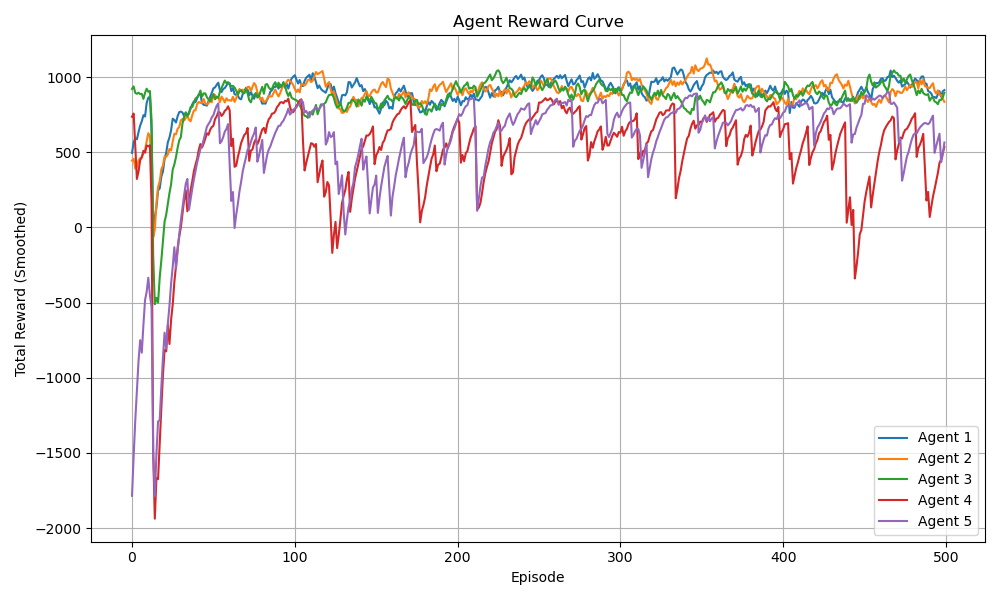 Agent Reward Curve
Total Reward (Smoothed)
1000
500
0
−500
−1000
−1500
−2000
0 100 200 300 400 500
Episode
Agent 1
Agent 2
Agent 3
Agent 4
Agent 5